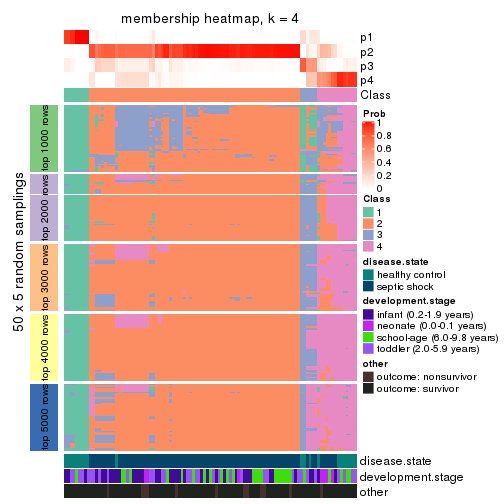 membership heatmap, k = 4
p1
p2
p3
p4
Class
50 x 5 random samplings
top 1000 rows
top 2000 rows
top 3000 rows
top 4000 rows
top 5000 rows
Prob
1
0.8
0.6
0.4
0.2
0
Class
1
2
3
4
disease.state
healthy control
septic shock
development.stage
infant (0.2-1.9 years)
neonate (0.0-0.1 years)
school-age (6.0-9.8 years)
toddler (2.0-5.9 years)
other
outcome: nonsurvivor
outcome: survivor
disease.state
development.stage
other